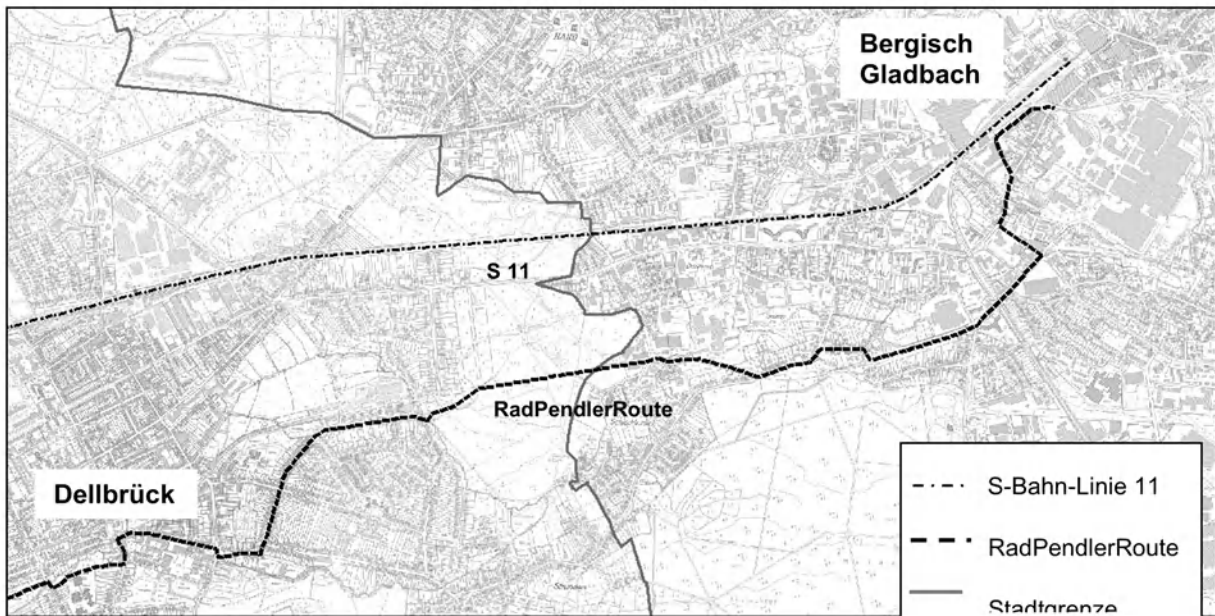 Bergisch
Gladbach
S 11
RadPendlerRoute
Dellbrück
S-Bahn-Linie 11
RadPendlerRoute
Stadtgrenze